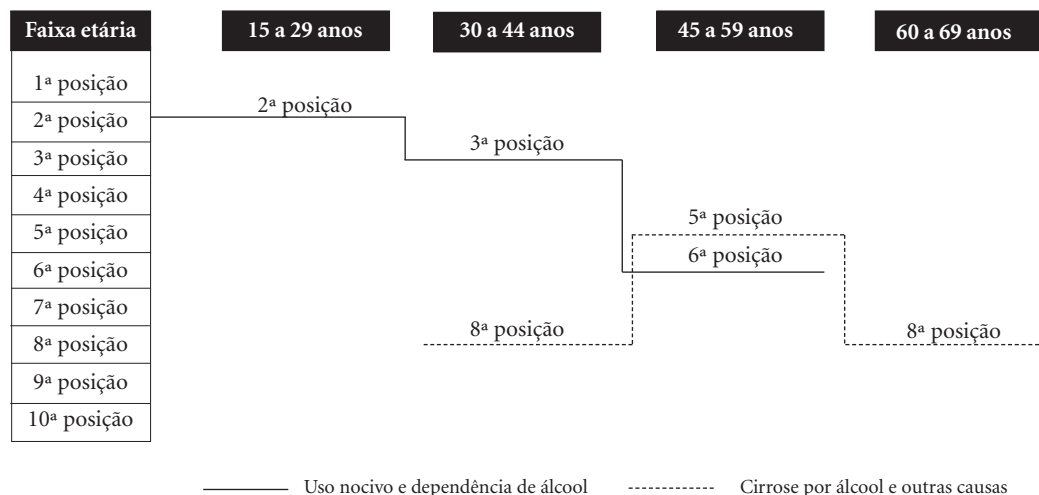 Faixa etária 15 a 29 anos 30 a 44 anos 45 a 59 anos 60 a 69 anos
1ª posição
2ª posição 2ª posição
3ª posição 3ª posição
4ª posição
5ª posição 5ª posição
6ª posição 6ª posição
7ª posição
8ª posição 8ª posição 8ª posição
9ª posição
10ª posição
Uso nocivo e dependência de álcool Cirrose por álcool e outras causas